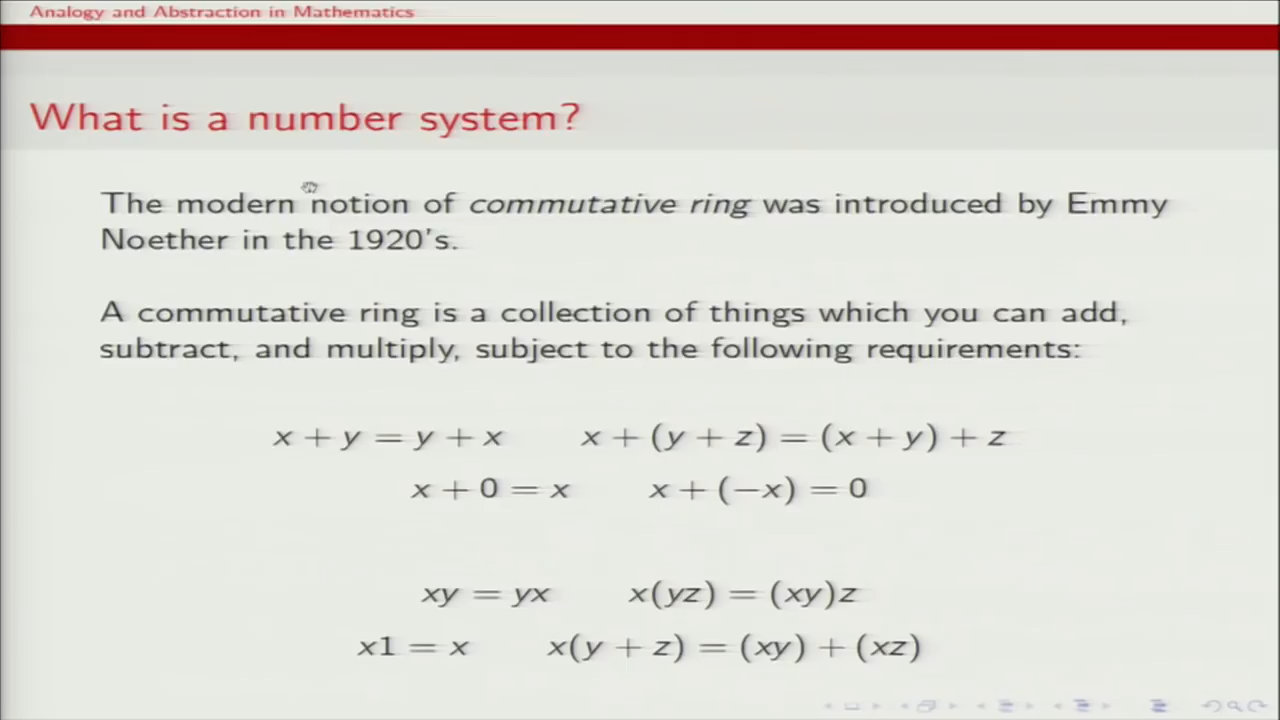 Analogy and Abstraction in Mathematics
What is a number system?
The modern notion of commutative ring was introduced by Emmy
Noether in the 1920's.
A commutative ring is a collection of things which you can add,
subtract, and multiply, subject to the following requirements:
x + y = y + x x + (y + z) = (x + y) + z
x + 0 = x x + (−x) = 0
xy = yx x(yz) = (xy)z
x1 = x x(y + z) = (xy) + (xz)